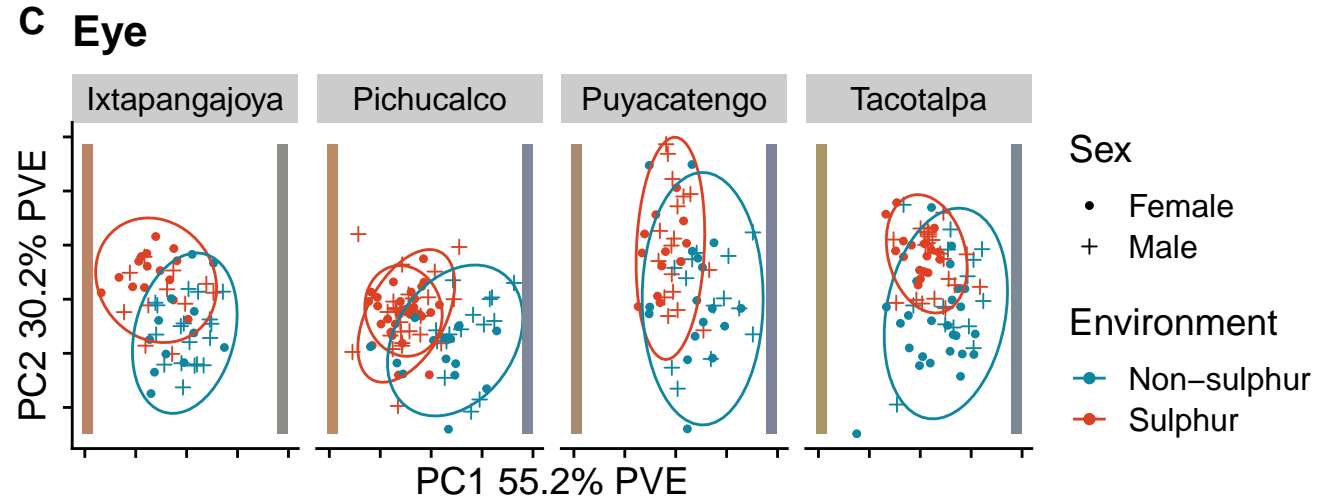 C Eye
Ixtapangajoya Pichucalco Puyacatengo Tacotalpa
PC2 30.2% PVE
PC1 55.2% PVE
Sex
Female
Male
Environment
Non−sulphur
Sulphur